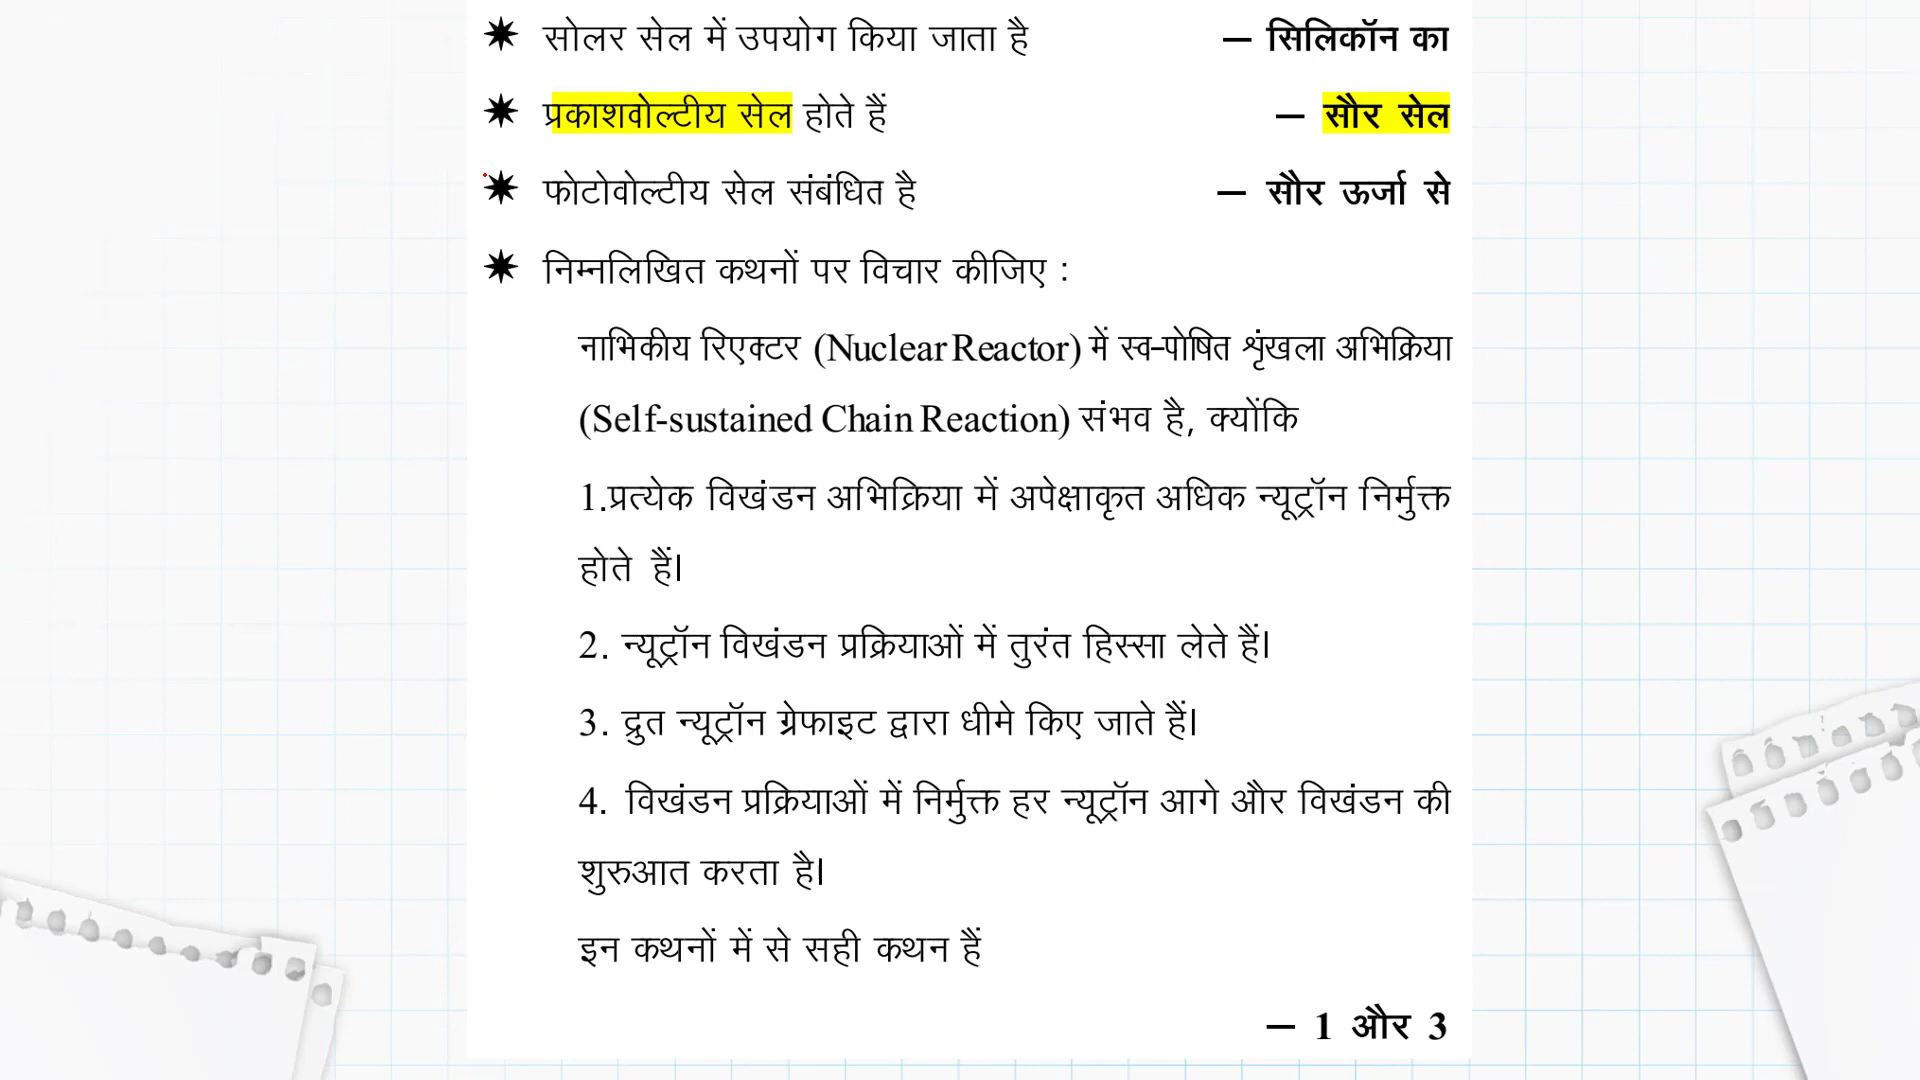 ✷ सोलर सेल में उपयोग किया जाता है — सिलिकॉन का
✷ प्रकाशवोल्टीय सेल होते हैं — सौर सेल
✷ फोटोवोल्टीय सेल संबंधित है — सौर ऊर्जा से
✷ निम्नलिखित कथनों पर विचार कीजिए :
नाभिकीय रिएक्टर (Nuclear Reactor) में स्व-पोषित शृंखला अभिक्रिया
(Self-sustained Chain Reaction) संभव है, क्योंकि
1.प्रत्येक विखंडन अभिक्रिया में अपेक्षाकृत अधिक न्यूट्रॉन निर्मुक्त
होते हैं।
2. न्यूट्रॉन विखंडन प्रक्रियाओं में तुरंत हिस्सा लेते हैं।
3. द्रुत न्यूट्रॉन ग्रेफाइट द्वारा धीमे किए जाते हैं।
4. विखंडन प्रक्रियाओं में निर्मुक्त हर न्यूट्रॉन आगे और विखंडन की
शुरुआत करता है।
इन कथनों में से सही कथन हैं
— 1 और 3